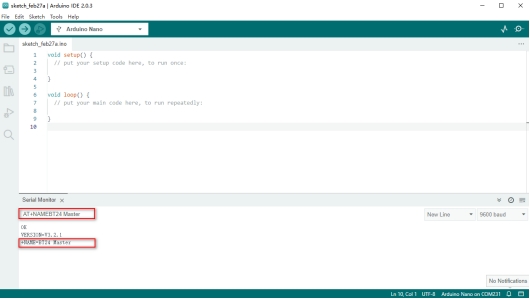 sketch_feb27a | Arduino IDE 2.0.3
File Edit Sketch Tools Help
Arduino Nano
sketch_feb27a.ino
1 void setup() {
2 // put your setup code here, to run once:
3
4 }
5
6 void loop() {
7 // put your main code here, to run repeatedly:
8
9 }
10
Serial Monitor
AT+NAMEBT24 Master
New Line
9600 baud
OK
VERSION=V3.2.1
+NAME=BT24 Master
No Notifications
Ln 10, Col 1 UTF-8 Arduino Nano on COM231